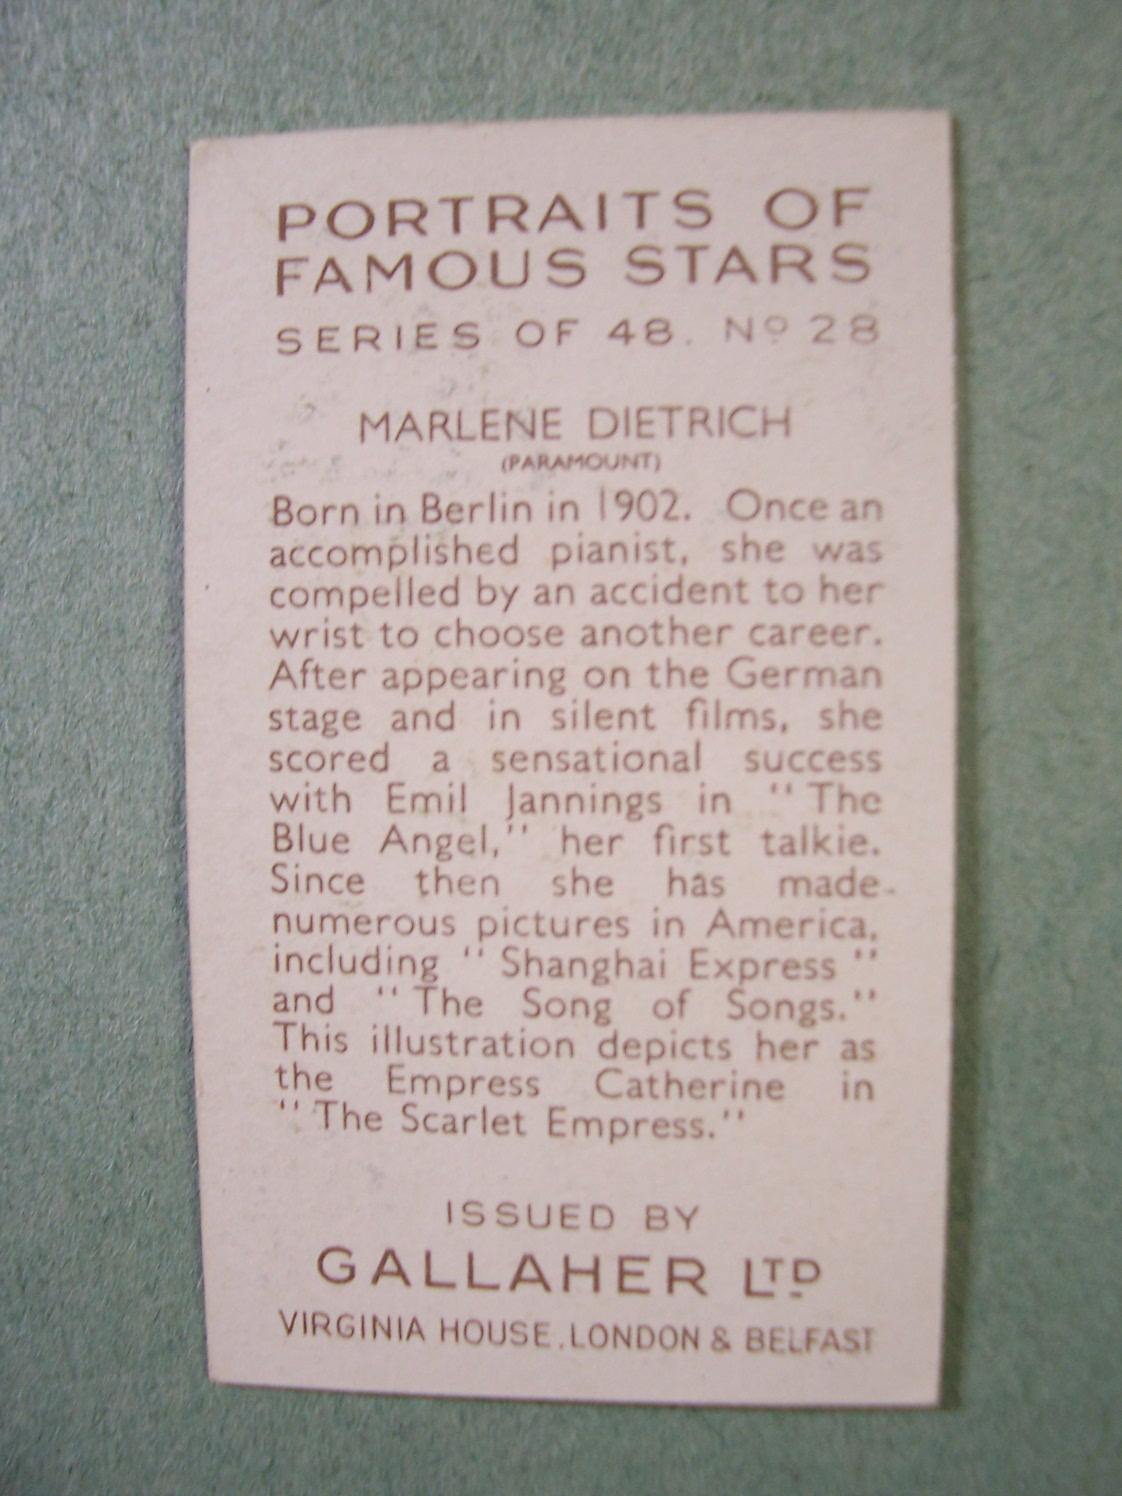 PORTRAITS OF
FAMOUS STARS
SERIES OF 48. Nº 28
MARLENE DIETRICH
(PARAMOUNT)
Born in Berlin in 1902. Once an
accomplished pianist, she was
compelled by an accident to her
wrist to choose another career.
After appearing on the German
stage and in silent films, she
scored a sensational success
with Emil Jannings in "The
Blue Angel," her first talkie.
Since then she has made
numerous pictures in America,
including "Shanghai Express"
and "The Song of Songs."
This illustration depicts her as
the Empress Catherine in
"The Scarlet Empress."
ISSUED BY
GALLAHER LTD
VIRGINIA HOUSE, LONDON & BELFAST